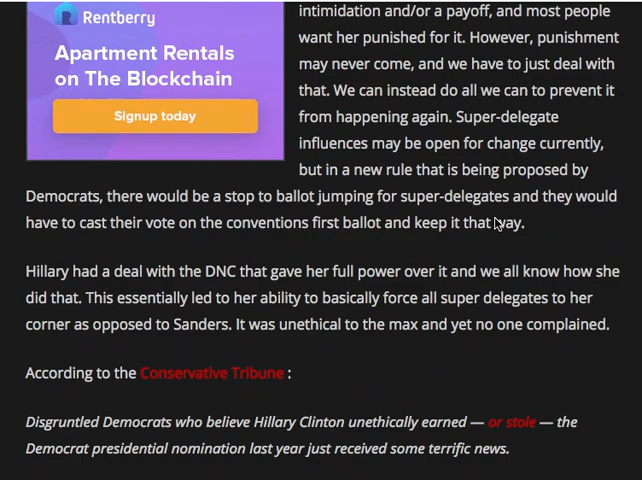 Rentberry
Apartment Rentals
on The Blockchain
Signup today
intimidation and/or a payoff, and most people
want her punished for it. However, punishment
may never come, and we have to just deal with
that. We can instead do all we can to prevent it
from happening again. Super-delegate
influences may be open for change currently,
but in a new rule that is being proposed by
Democrats, there would be a stop to ballot jumping for super-delegates and they would
have to cast their vote on the conventions first ballot and keep it that way.
Hillary had a deal with the DNC that gave her full power over it and we all know how she
did that. This essentially led to her ability to basically force all super delegates to her
corner as opposed to Sanders. It was unethical to the max and yet no one complained.
According to the Conservative Tribune :
Disgruntled Democrats who believe Hillary Clinton unethically earned — or stole — the
Democrat presidential nomination last year just received some terrific news.